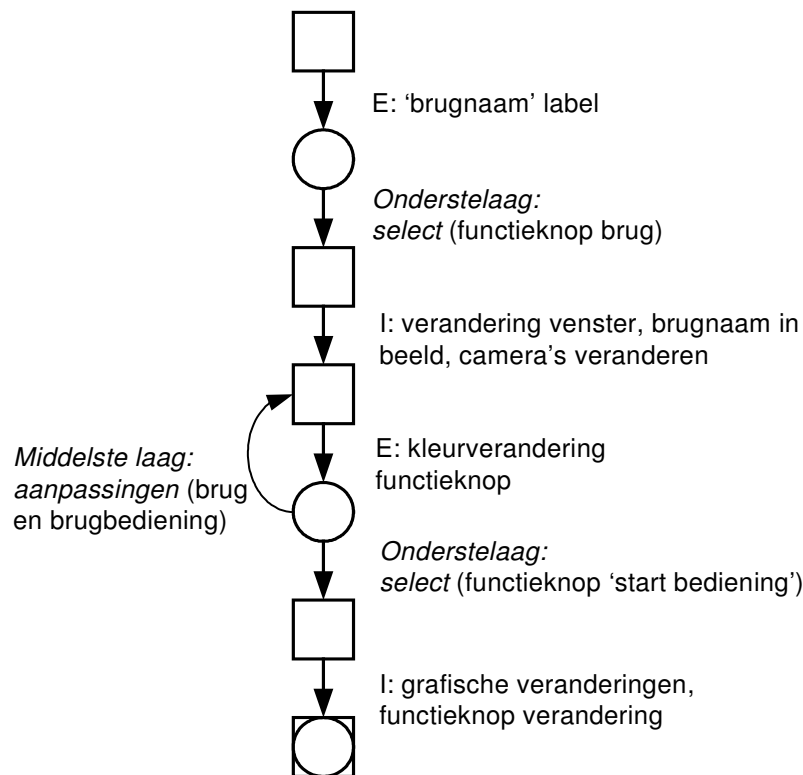 E: ‘brugnaam’ label
Onderstelaag:
select (functieknop brug)
I: verandering venster, brugnaam in
beeld, camera’s veranderen
E: kleurverandering
functieknop
Middelste laag:
aanpassingen (brug
en brugbediening)
Onderstelaag:
select (functieknop ‘start bediening’)
I: grafische veranderingen,
functieknop verandering